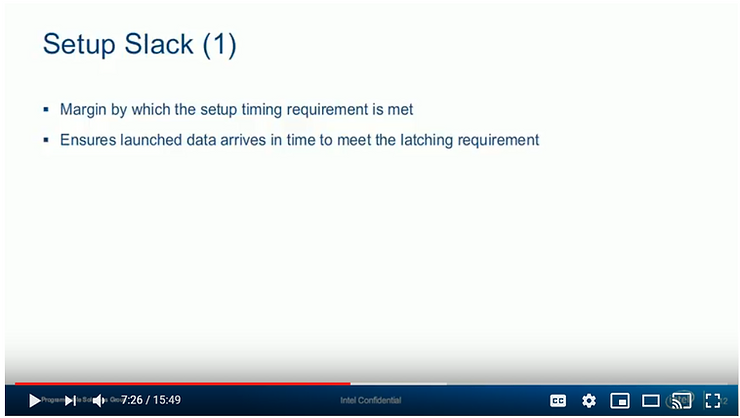 Setup Slack (1)
▪ Margin by which the setup timing requirement is met
▪ Ensures launched data arrives in time to meet the latching requirement
7:26 / 15:49
Intel Confidential
CC